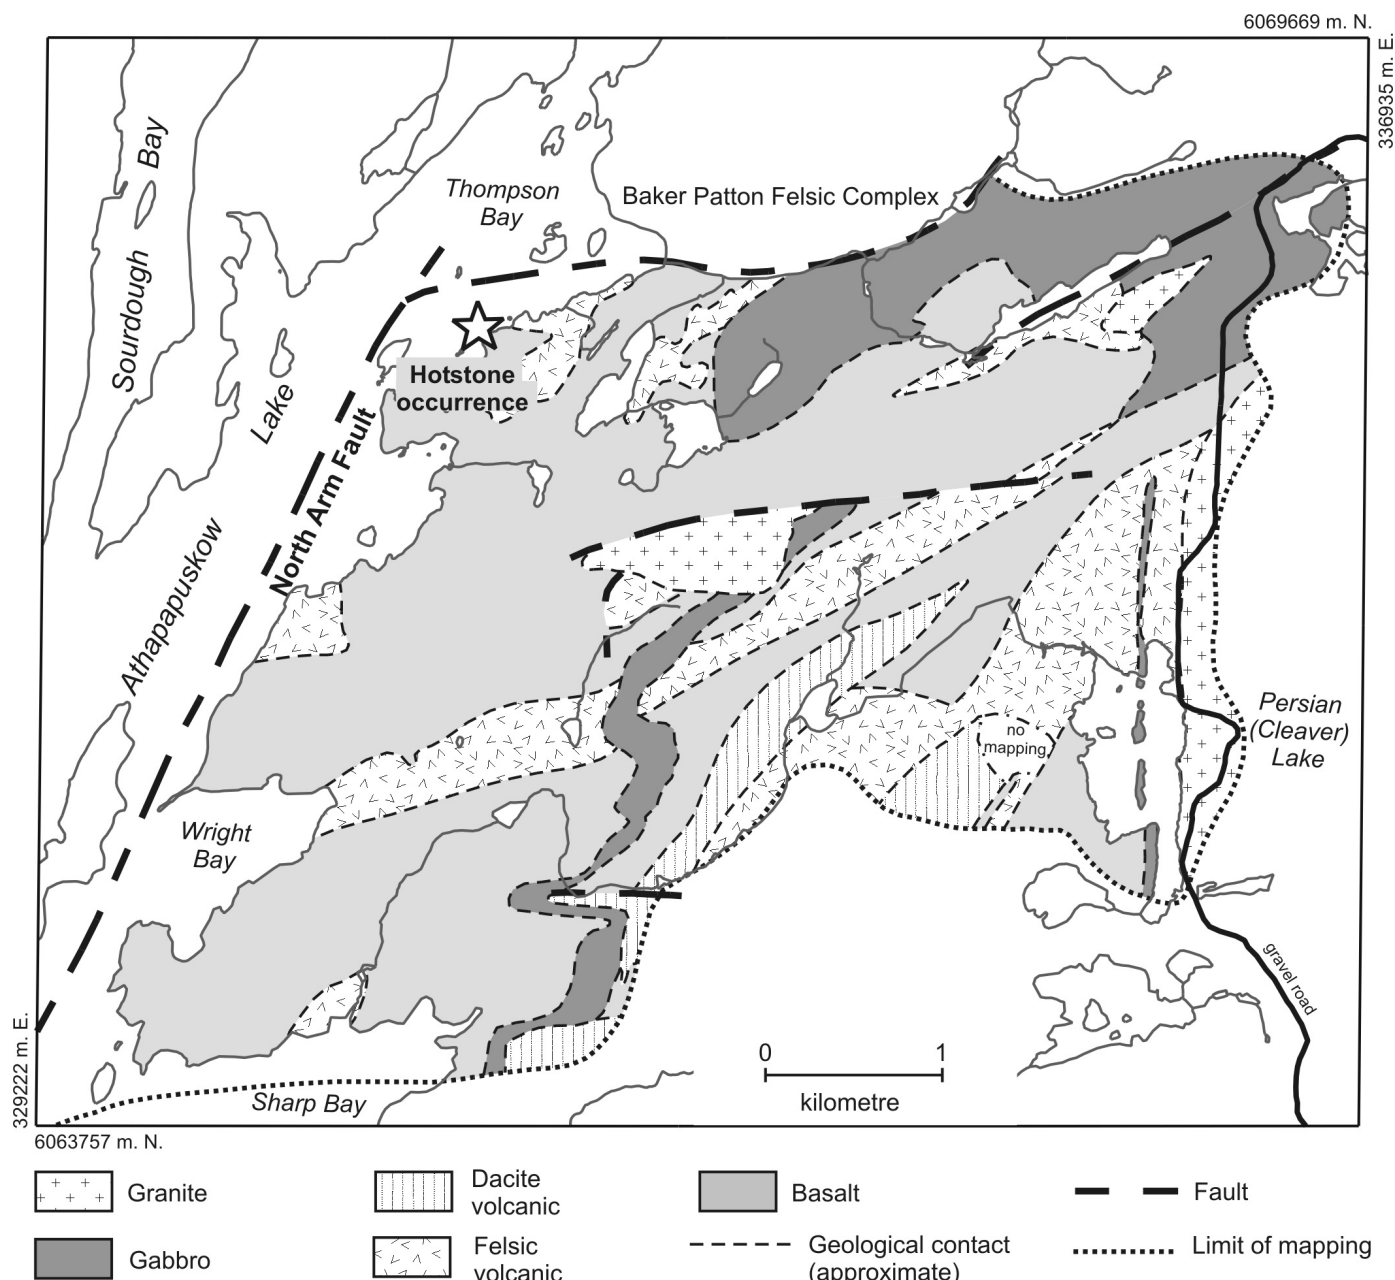 6069669 m. N.
336935 m. E.
Sourdough Bay
Thompson
Bay
Baker Patton Felsic Complex
Hotstone
occurrence
Lake
North Arm Fault
Athapapuskow
Persian
(Cleaver)
Lake
no
mapping
Wright
Bay
gravel road
329222 m. E.
Sharp Bay
0 1
kilometre
6063757 m. N.
Granite
Dacite
volcanic
Basalt
Fault
Gabbro
Felsic
volcanic
Geological contact
(approximate)
Limit of mapping